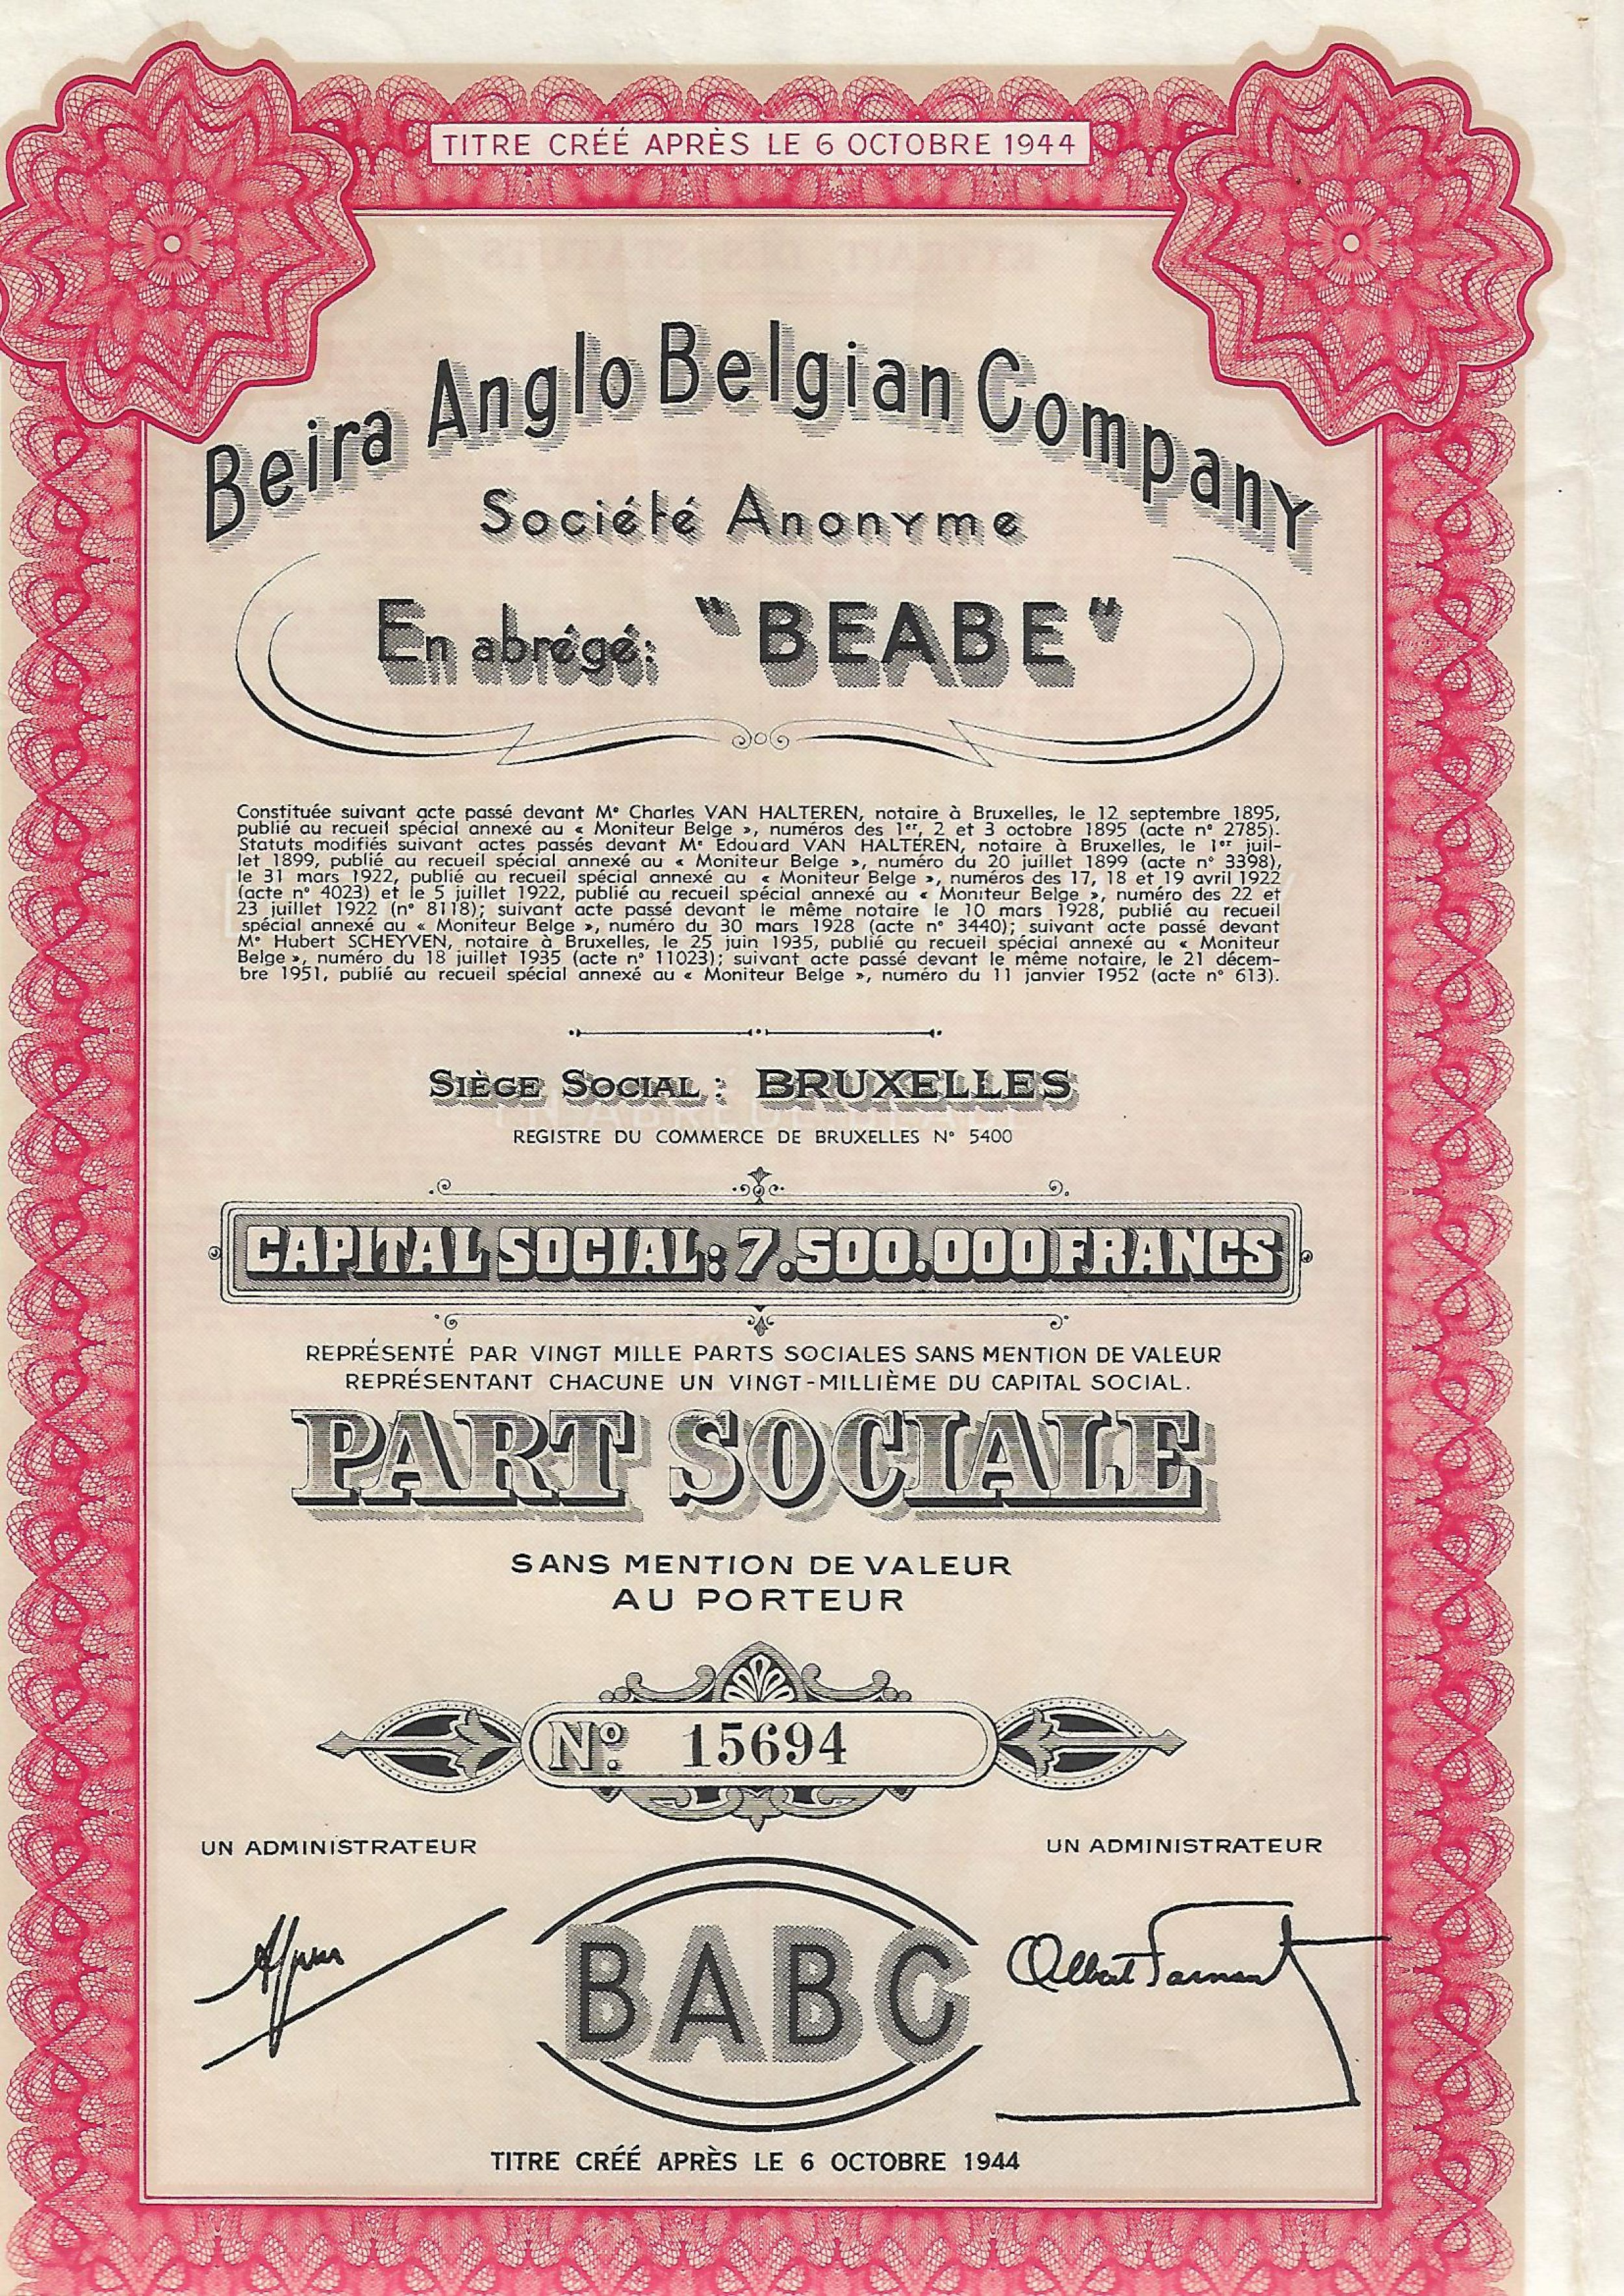 TITRE CRÉÉ APRÈS LE 6 OCTOBRE 1944
Beira Anglo Belgian Company
Société Anonyme
En abrégé: "BEABE"
Constituée suivant acte passé devant Me Charles VAN HALTEREN, notaire à Bruxelles, le 12 septembre 1895,
publié au recueil spécial annexé au « Moniteur Belge », numéros des 1er, 2 et 3 octobre 1895 (acte n° 2785).
Statuts modifiés suivant actes passés devant Me Edouard VAN HALTEREN, notaire à Bruxelles, le 1er juil-
let 1899, publié au recueil spécial annexé au « Moniteur Belge », numéro du 20 juillet 1899 (acte n° 3398),
le 31 mars 1922, publié au recueil spécial annexé au « Moniteur Belge », numéros des 17, 18 et 19 avril 1922
(acte n° 4023) et le 5 juillet 1922, publié au recueil spécial annexé au « Moniteur Belge », numéro des 22 et
23 juillet 1922 (n° 8118); suivant acte passé devant le même notaire le 10 mars 1928, publié au recueil
spécial annexé au « Moniteur Belge », numéro du 30 mars 1928 (acte n° 3440); suivant acte passé devant
Me Hubert SCHEYVEN, notaire à Bruxelles, le 25 juin 1935, publié au recueil spécial annexé au « Moniteur
Belge », numéro du 18 juillet 1935 (acte n° 11023); suivant acte passé devant le même notaire, le 21 décem-
bre 1951, publié au recueil spécial annexé au « Moniteur Belge », numéro du 11 janvier 1952 (acte n° 613).
SIÈGE SOCIAL : BRUXELLES
REGISTRE DU COMMERCE DE BRUXELLES N° 5400
CAPITAL SOCIAL: 7.500.000 FRANCS
REPRÉSENTÉ PAR VINGT MILLE PARTS SOCIALES SANS MENTION DE VALEUR
REPRÉSENTANT CHACUNE UN VINGT-MILLIÈME DU CAPITAL SOCIAL.
PART SOCIALE
SANS MENTION DE VALEUR
AU PORTEUR
No. 15694
UN ADMINISTRATEUR
UN ADMINISTRATEUR
BABC
Albert
TITRE CRÉÉ APRÈS LE 6 OCTOBRE 1944